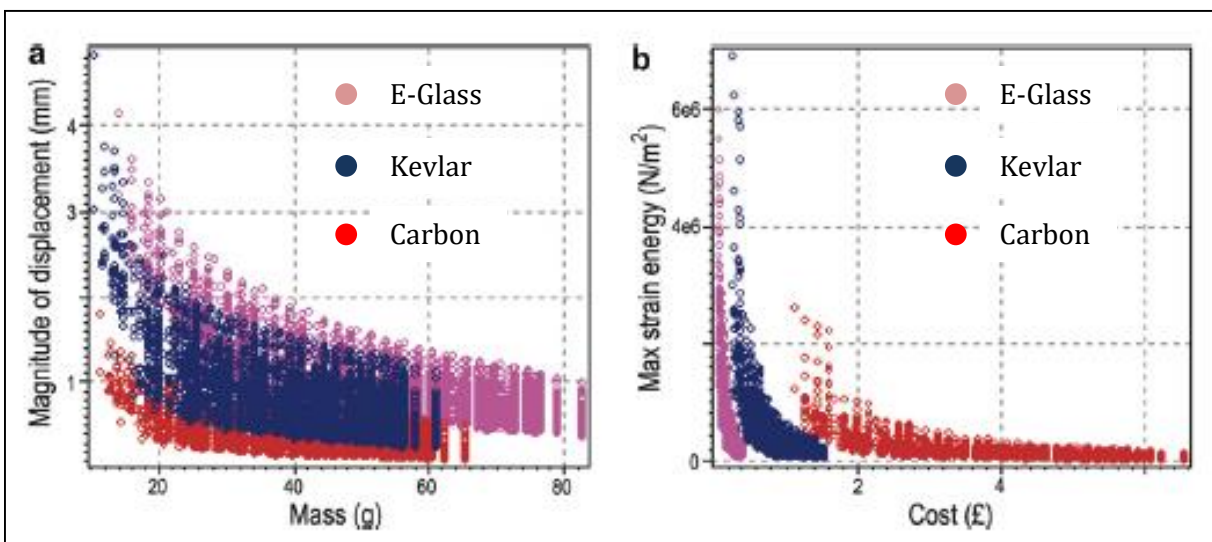 a
Magnitude of displacement (mm)
4
3
1
20
40
60
80
Mass (g)
E-Glass
Kevlar
Carbon
b
Max strain energy (N/m²)
6e6
4e6
0
2
4
Cost (£)
E-Glass
Kevlar
Carbon